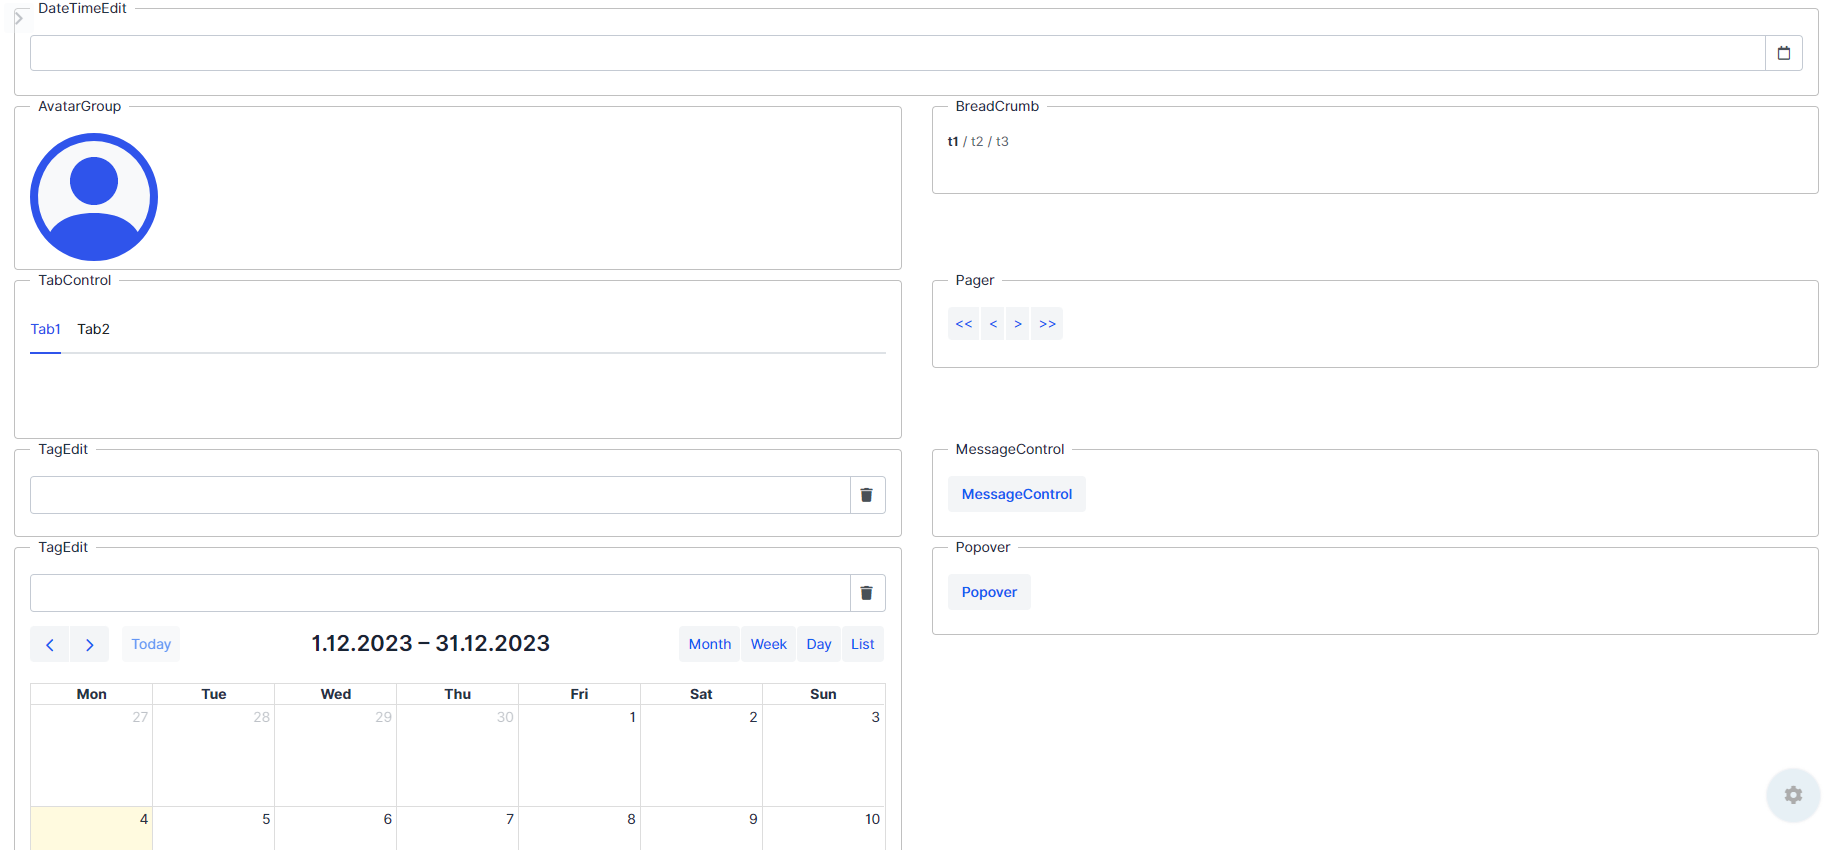 DateTimeEdit
AvatarGroup
BreadCrumb
t1 / t2 / t3
TabControl
Tab1 Tab2
Pager
<< < > >>
TagEdit
MessageControl
MessageControl
TagEdit
Popover
Popover
Today 1.12.2023 – 31.12.2023 Month Week Day List
Mon Tue Wed Thu Fri Sat Sun
27 28 29 30 1 2 3
4 5 6 7 8 9 10